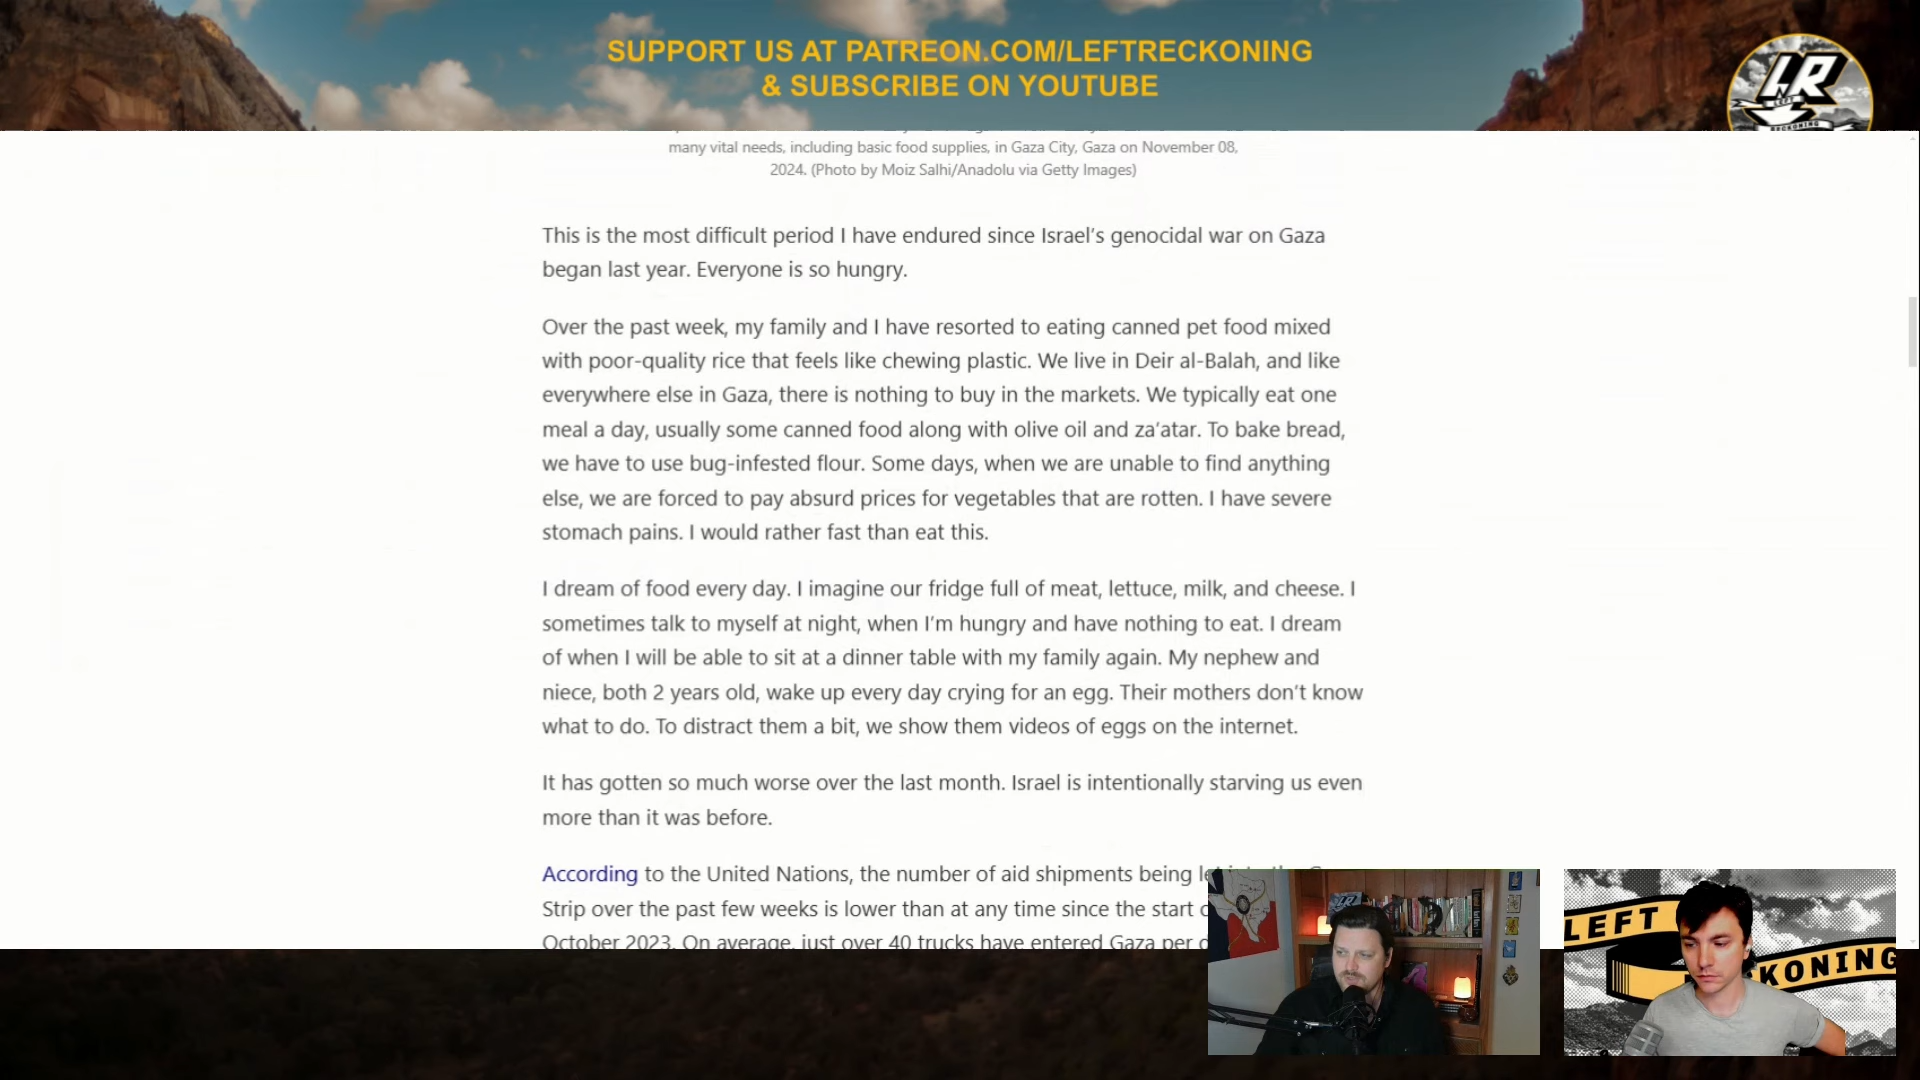 SUPPORT US AT PATREON.COM/LEFTRECKONING
& SUBSCRIBE ON YOUTUBE
LR
LEFT
RECKONING
many vital needs, including basic food supplies, in Gaza City, Gaza on November 08,
2024. (Photo by Moiz Salhi/Anadolu via Getty Images)
This is the most difficult period I have endured since Israel’s genocidal war on Gaza
began last year. Everyone is so hungry.
Over the past week, my family and I have resorted to eating canned pet food mixed
with poor-quality rice that feels like chewing plastic. We live in Deir al-Balah, and like
everywhere else in Gaza, there is nothing to buy in the markets. We typically eat one
meal a day, usually some canned food along with olive oil and za’atar. To bake bread,
we have to use bug-infested flour. Some days, when we are unable to find anything
else, we are forced to pay absurd prices for vegetables that are rotten. I have severe
stomach pains. I would rather fast than eat this.
I dream of food every day. I imagine our fridge full of meat, lettuce, milk, and cheese. I
sometimes talk to myself at night, when I’m hungry and have nothing to eat. I dream
of when I will be able to sit at a dinner table with my family again. My nephew and
niece, both 2 years old, wake up every day crying for an egg. Their mothers don’t know
what to do. To distract them a bit, we show them videos of eggs on the internet.
It has gotten so much worse over the last month. Israel is intentionally starving us even
more than it was before.
According to the United Nations, the number of aid shipments being
Strip over the past few weeks is lower than at any time since the start
October 2023. On average, just over 40 trucks have entered Gaza per
LEFT
KONING